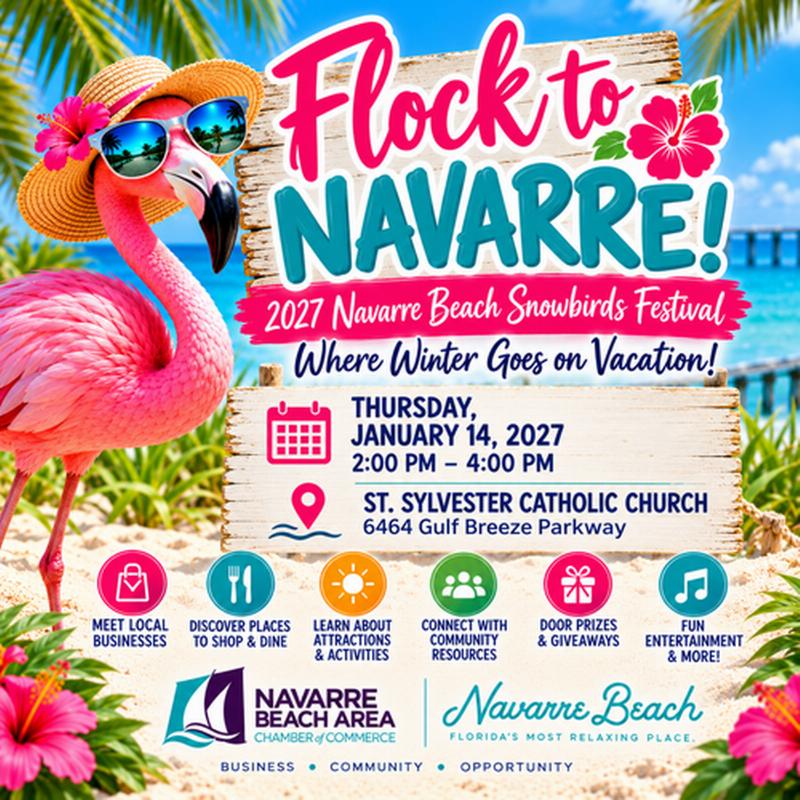 Flock to
NAVARRE!
2027 Navarre Beach Snowbirds Festival
Where Winter Goes on Vacation!
THURSDAY,
JANUARY 14, 2027
2:00 PM – 4:00 PM
ST. SYLVESTER CATHOLIC CHURCH
6464 Gulf Breeze Parkway
MEET LOCAL
BUSINESSES
DISCOVER PLACES
TO SHOP & DINE
LEARN ABOUT
ATTRACTIONS
& ACTIVITIES
CONNECT WITH
COMMUNITY
RESOURCES
DOOR PRIZES
& GIVEAWAYS
FUN
ENTERTAINMENT
& MORE!
NAVARRE
BEACH AREA
CHAMBER of COMMERCE
Navarre Beach
FLORIDA'S MOST RELAXING PLACE.
BUSINESS • COMMUNITY • OPPORTUNITY